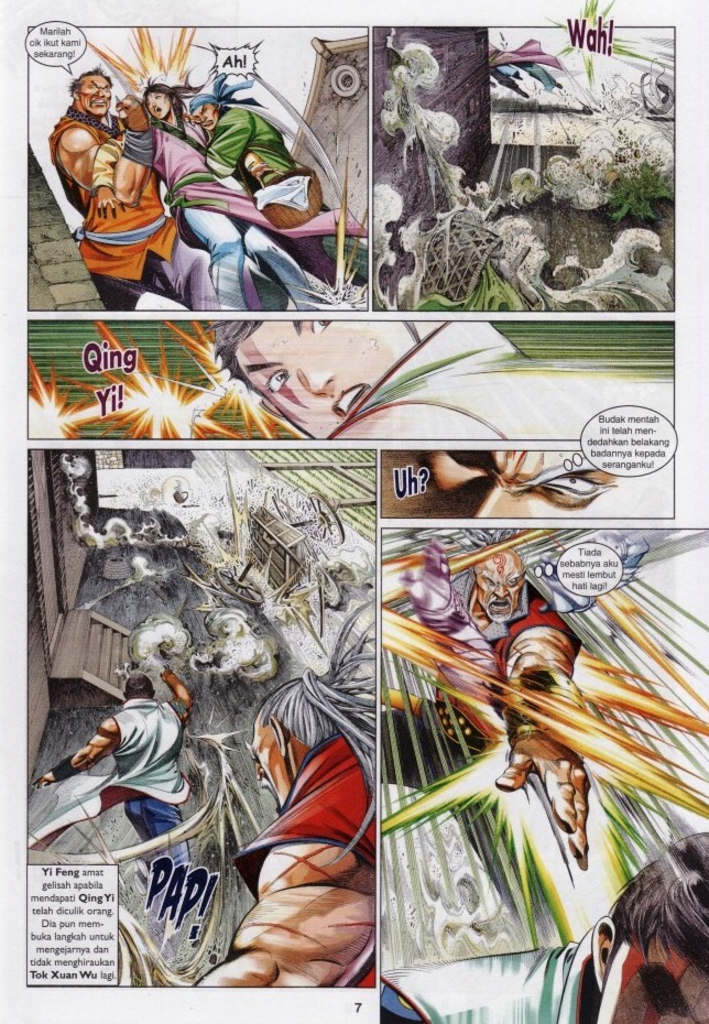 Marilah
cik ikut kami
sekarang!
Ah!
Wah!
Qing
Yi!
Budak mentah
ini telah men-
dedahkan belakang
badannya kepada
seranganku!
Uh?
Tiada
sebabnya aku
mesti lembut
hati lagi!
PAP!
Yi Feng amat
gelisah apabila
mendapati Qing Yi
telah diculik orang.
Dia pun mem-
buka langkah untuk
mengejarnya dan
tidak menghiraukan
Tok Xuan Wu lagi.
7